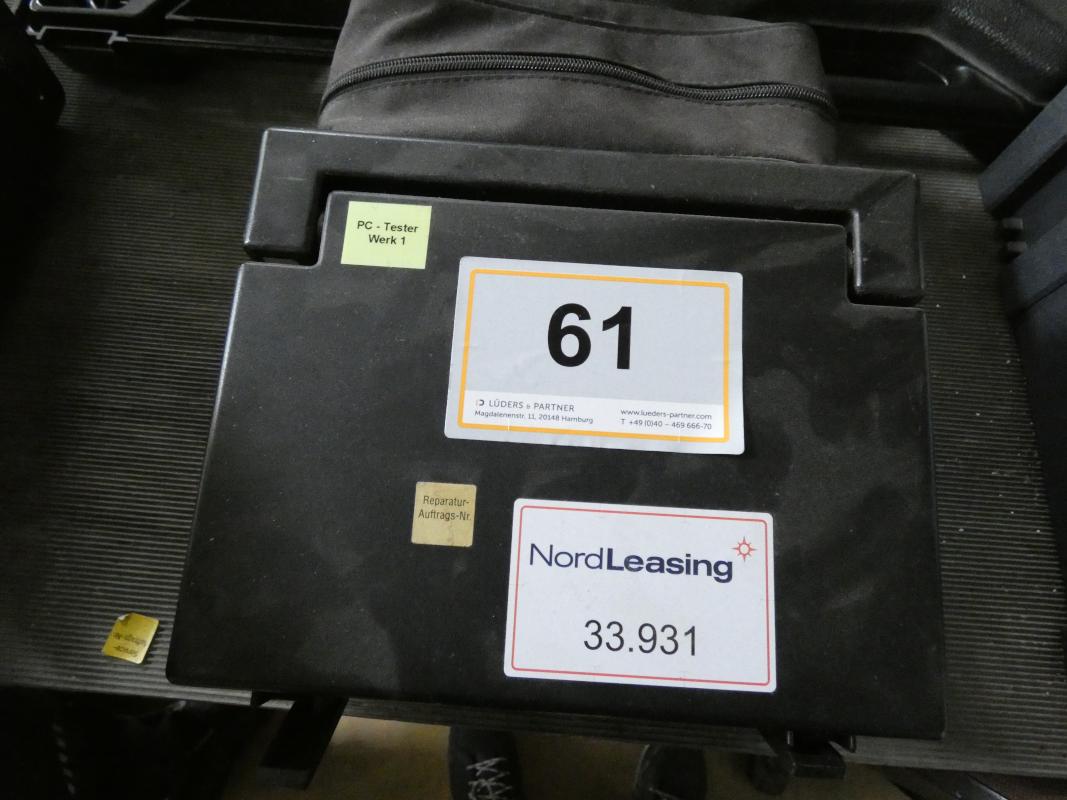 PC - Tester
Werk 1
61
LÜDERS & PARTNER
Magdalenenstr. 11, 20148 Hamburg
www.lueders-partner.com
T +49 (0)40 – 469 666-70
Reparatur-
Auftrags-Nr.
NordLeasing
33.931